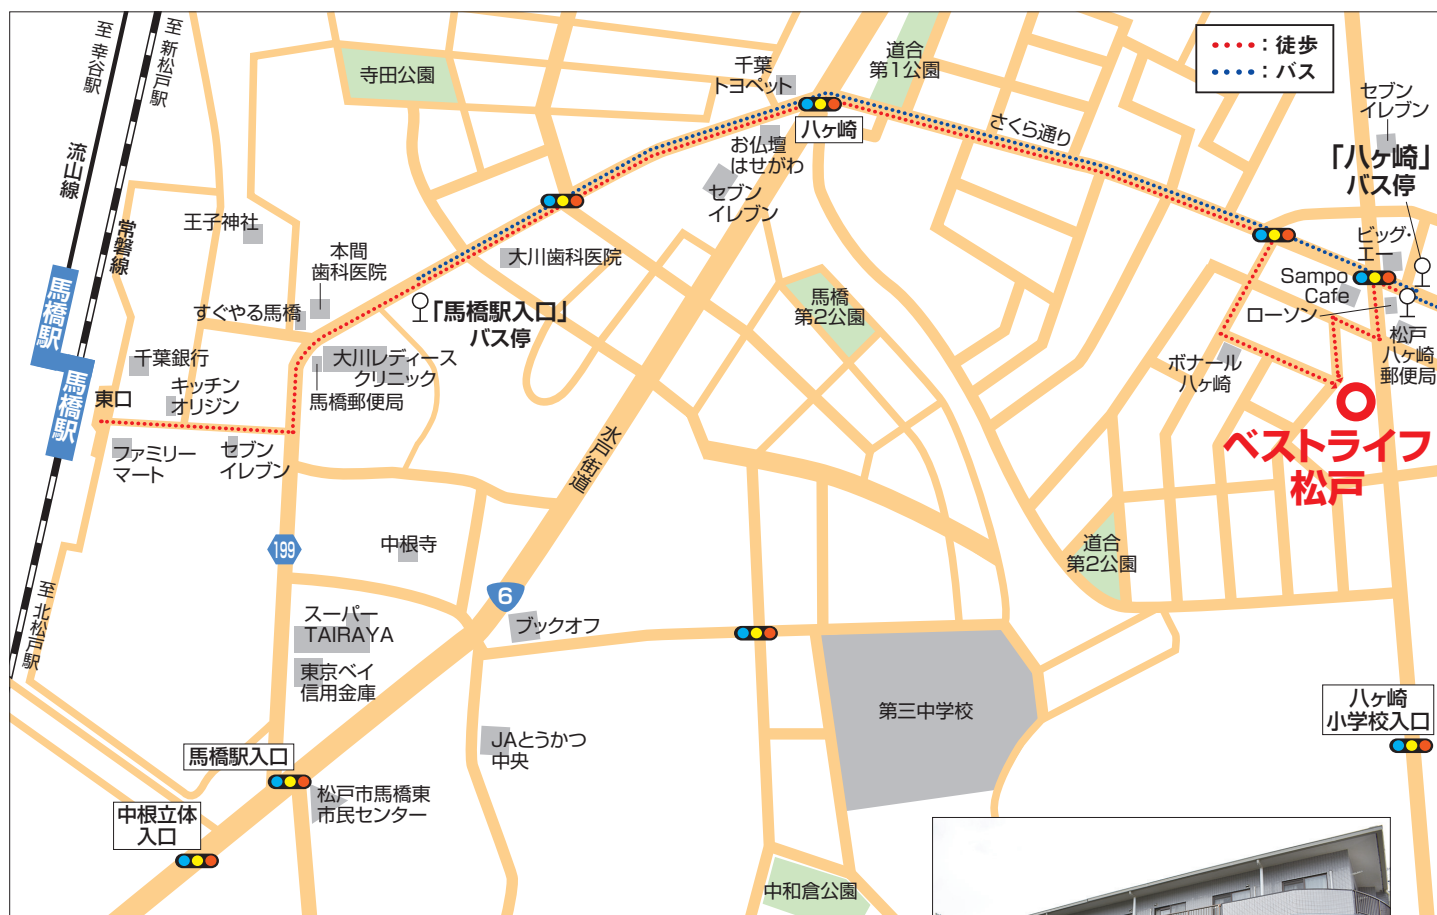 至 幸谷駅
至 新松戸駅
流山線
常磐線
馬橋駅
馬橋駅
東口
至 北松戸駅
寺田公園
千葉
トヨペット
道合
第1公園
八ヶ崎
さくら通り
お仏壇
はせがわ
セブン
イレブン
：徒歩
：バス
セブン
イレブン
「八ヶ崎」
バス停
ビッグ・
エー
Sampo
Cafe
ローソン
松戸
八ヶ崎
郵便局
ボナール
八ヶ崎
ベストライフ
松戸
王子神社
本間
歯科医院
すぐやる馬橋
大川歯科医院
「馬橋駅入口」
バス停
大川レディース
クリニック
馬橋郵便局
千葉銀行
キッチン
オリジン
ファミリー
マート
セブン
イレブン
馬橋
第2公園
水戸街道
199
中根寺
6
スーパー
TAIRAYA
ブックオフ
東京ベイ
信用金庫
道合
第2公園
第三中学校
JAとうかつ
中央
馬橋駅入口
松戸市馬橋東
市民センター
中根立体
入口
八ヶ崎
小学校入口
中和倉公園